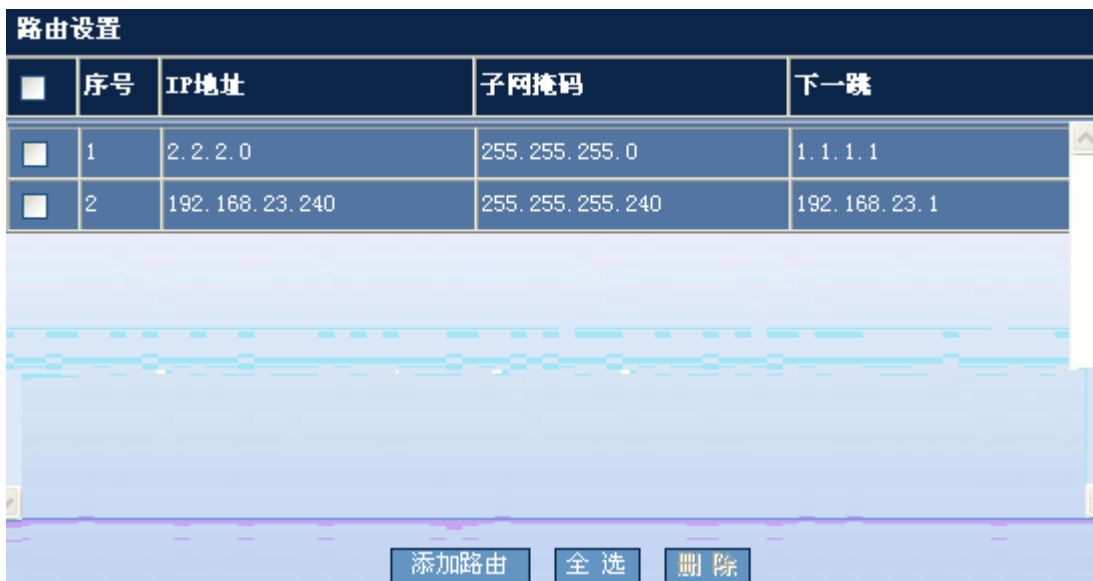 路由设置
序号 IP地址 子网掩码 下一跳
1 2.2.2.0 255.255.255.0 1.1.1.1
2 192.168.23.240 255.255.255.240 192.168.23.1
添加路由 全选 删除